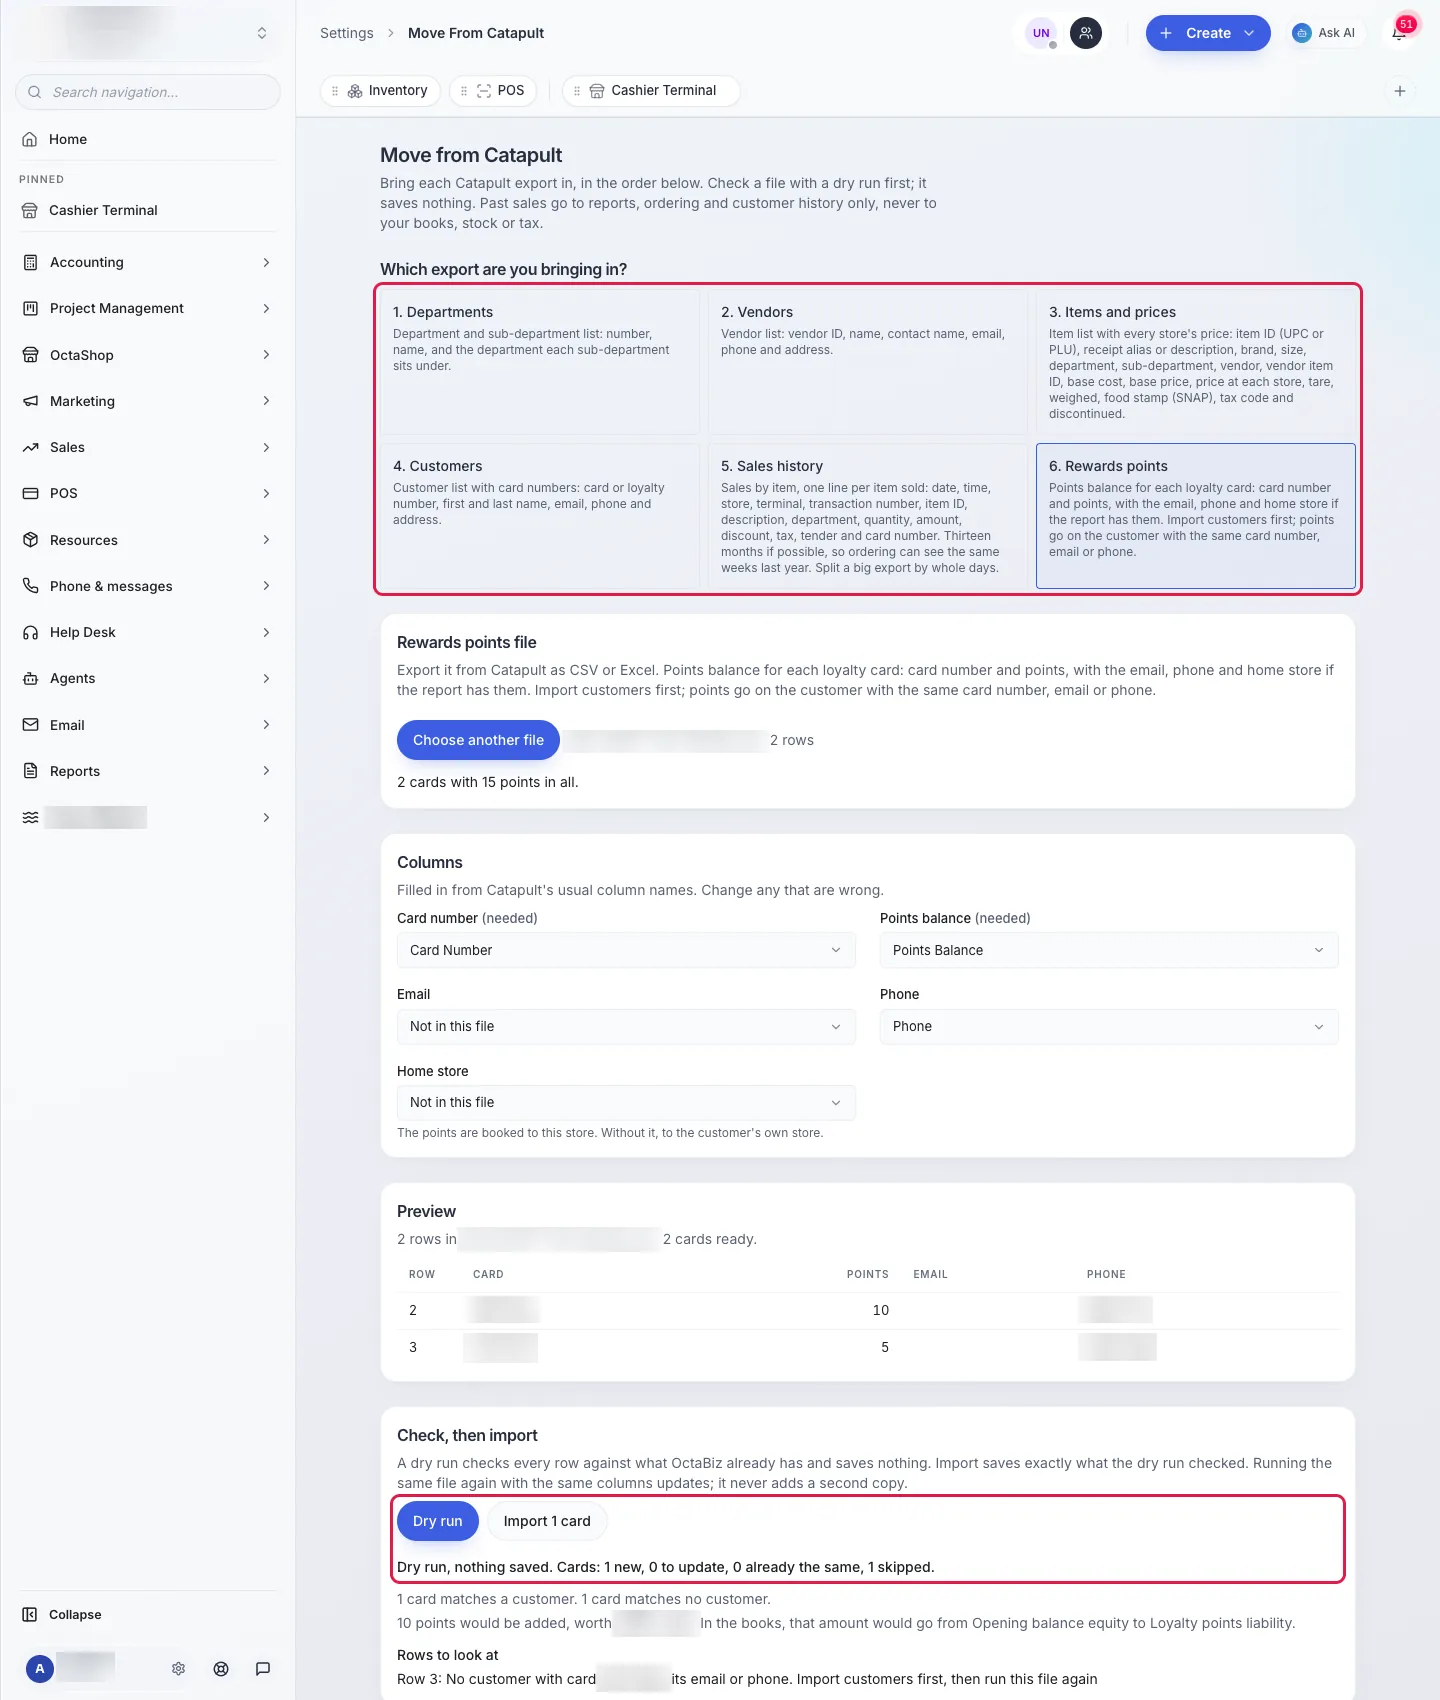 Settings > Move From Catapult
UN
Create
Ask AI
51
Search navigation...
Inventory
POS
Cashier Terminal
Home
PINNED
Cashier Terminal
Accounting
Project Management
OctaShop
Marketing
Sales
POS
Resources
Phone & messages
Help Desk
Agents
Email
Reports
Collapse
A
Move from Catapult
Bring each Catapult export in, in the order below. Check a file with a dry run first; it
saves nothing. Past sales go to reports, ordering and customer history only, never to
your books, stock or tax.
Which export are you bringing in?
1. Departments
Department and sub-department list: number,
name, and the department each sub-department
sits under.
2. Vendors
Vendor list: vendor ID, name, contact name, email,
phone and address.
3. Items and prices
Item list with every store's price: item ID (UPC or
PLU), receipt alias or description, brand, size,
department, sub-department, vendor, vendor item
ID, base cost, base price, price at each store, tare,
weighed, food stamp (SNAP), tax code and
discontinued.
4. Customers
Customer list with card numbers: card or loyalty
number, first and last name, email, phone and
address.
5. Sales history
Sales by item, one line per item sold: date, time,
store, terminal, transaction number, item ID,
description, department, quantity, amount,
discount, tax, tender and card number. Thirteen
months if possible, so ordering can see the same
weeks last year. Split a big export by whole days.
6. Rewards points
Points balance for each loyalty card: card number
and points, with the email, phone and home store if
the report has them. Import customers first; points
go on the customer with the same card number,
email or phone.
Rewards points file
Export it from Catapult as CSV or Excel. Points balance for each loyalty card: card number and points, with the email, phone and home store if
the report has them. Import customers first; points go on the customer with the same card number, email or phone.
Choose another file 2 rows
2 cards with 15 points in all.
Columns
Filled in from Catapult's usual column names. Change any that are wrong.
Card number (needed)
Card Number
Points balance (needed)
Points Balance
Email
Not in this file
Phone
Phone
Home store
Not in this file
The points are booked to this store. Without it, to the customer's own store.
Preview
2 rows in 2 cards ready.
ROW CARD POINTS EMAIL PHONE
2 10
3 5
Check, then import
A dry run checks every row against what OctaBiz already has and saves nothing. Import saves exactly what the dry run checked. Running the
same file again with the same columns updates; it never adds a second copy.
Dry run Import 1 card
Dry run, nothing saved. Cards: 1 new, 0 to update, 0 already the same, 1 skipped.
1 card matches a customer. 1 card matches no customer.
10 points would be added, worth In the books, that amount would go from Opening balance equity to Loyalty points liability.
Rows to look at
Row 3: No customer with card its email or phone. Import customers first, then run this file again